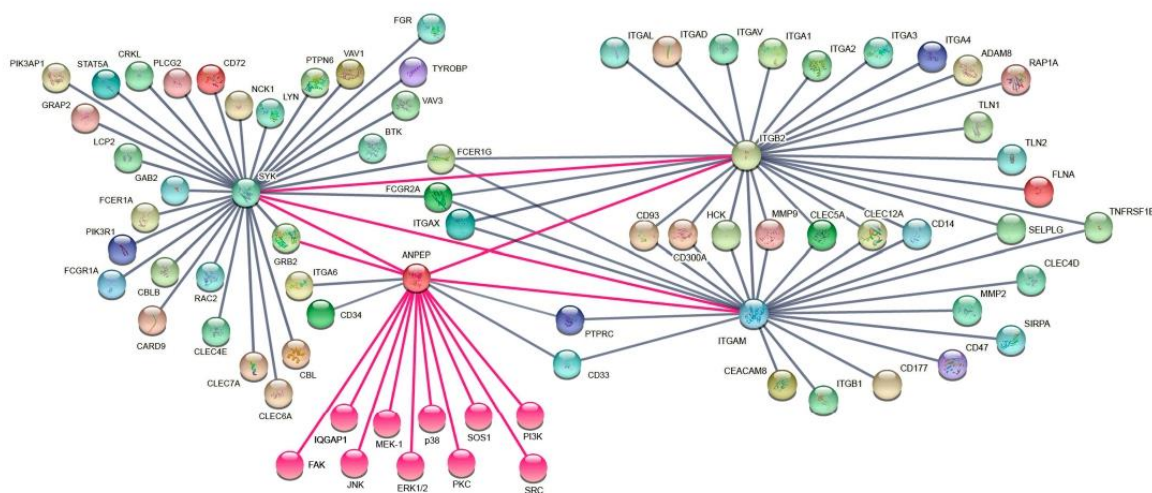 FGR
ITGAL
ITGAD
ITGAV
ITGA1
ITGA2
ITGA3
ITGA4
ADAM8
RAP1A
CRKL
PLCG2
CD72
PTPN6
VAV1
PIK3AP1
STAT5A
TYROBP
NCK1
LYN
GRAP2
VAV3
TLN1
LCP2
BTK
FCER1G
ITGB2
TLN2
GAB2
SYK
FCGR2A
FLNA
FCER1A
ITGAX
CD93
HCK
MMP9
CLEC5A
CLEC12A
CD14
SELPLG
TNFRSF1B
CD300A
PIK3R1
GRB2
ANPEP
FCGR1A
CBLB
RAC2
ITGA6
CLEC4D
CD34
PTPRC
ITGAM
MMP2
CARD9
CLEC4E
SIRPA
CD33
CD47
CLEC7A
CBL
CEACAM8
ITGB1
CD177
CLEC6A
IQGAP1
MEK-1
p38
SOS1
PI3K
FAK
JNK
ERK1/2
PKC
SRC